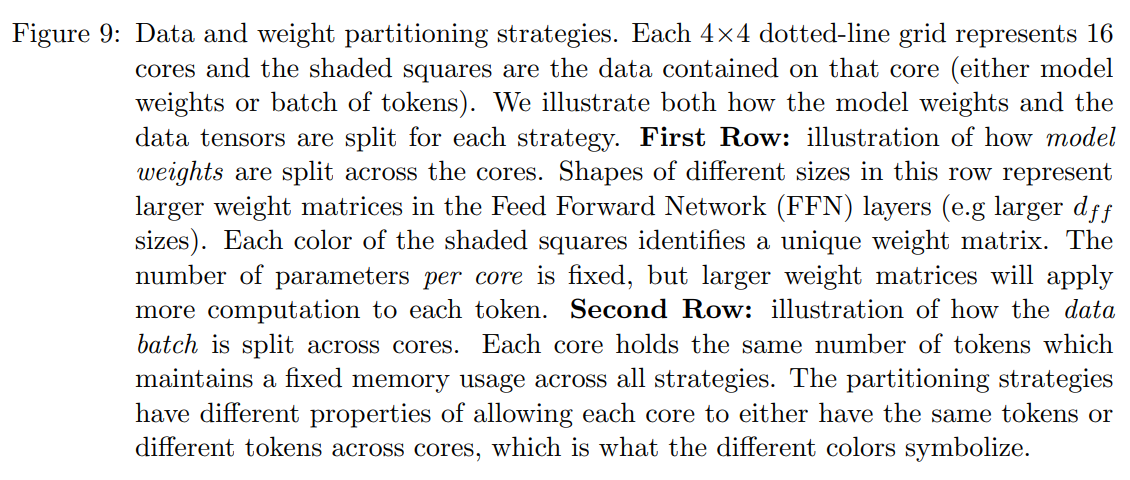 Figure 9: Data and weight partitioning strategies. Each 4×4 dotted-line grid represents 16
cores and the shaded squares are the data contained on that core (either model
weights or batch of tokens). We illustrate both how the model weights and the
data tensors are split for each strategy. First Row: illustration of how model
weights are split across the cores. Shapes of different sizes in this row represent
larger weight matrices in the Feed Forward Network (FFN) layers (e.g larger d_ff
sizes). Each color of the shaded squares identifies a unique weight matrix. The
number of parameters per core is fixed, but larger weight matrices will apply
more computation to each token. Second Row: illustration of how the data
batch is split across cores. Each core holds the same number of tokens which
maintains a fixed memory usage across all strategies. The partitioning strategies
have different properties of allowing each core to either have the same tokens or
different tokens across cores, which is what the different colors symbolize.